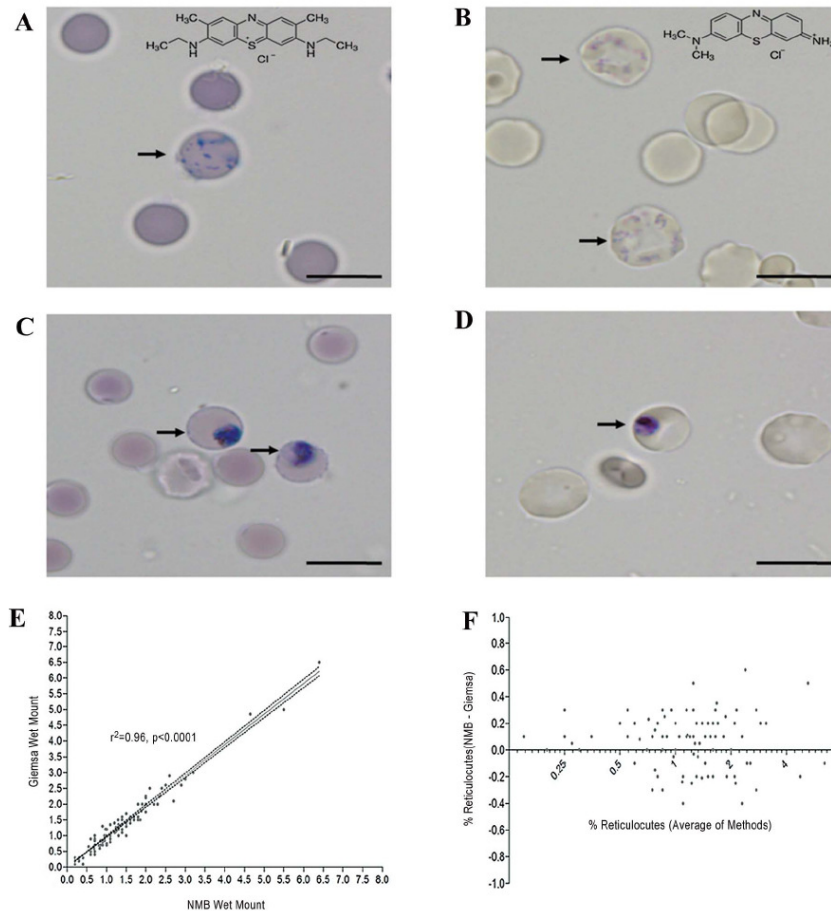 A
H₃C
N
CH₃
H₃C
N
H
S
+
N
H
CH₃
Cl⁻
B
N
H₃C
N
CH₃
S
NH₂
+
Cl⁻
C
D
E
8.0
7.5
7.0
6.5
6.0
5.5
5.0
4.5
4.0
3.5
3.0
2.5
2.0
1.5
1.0
0.5
0.0
Giemsa Wet Mount
r²=0.96, p<0.0001
0.0 0.5 1.0 1.5 2.0 2.5 3.0 3.5 4.0 4.5 5.0 5.5 6.0 6.5 7.0 7.5 8.0
NMB Wet Mount
F
1.0
0.8
0.6
0.4
0.2
0.0
-0.2
-0.4
-0.6
-0.8
-1.0
% Reticulocutes(NMB - Giemsa)
0.25 0.5 1 2 4
% Reticulocutes (Average of Methods)